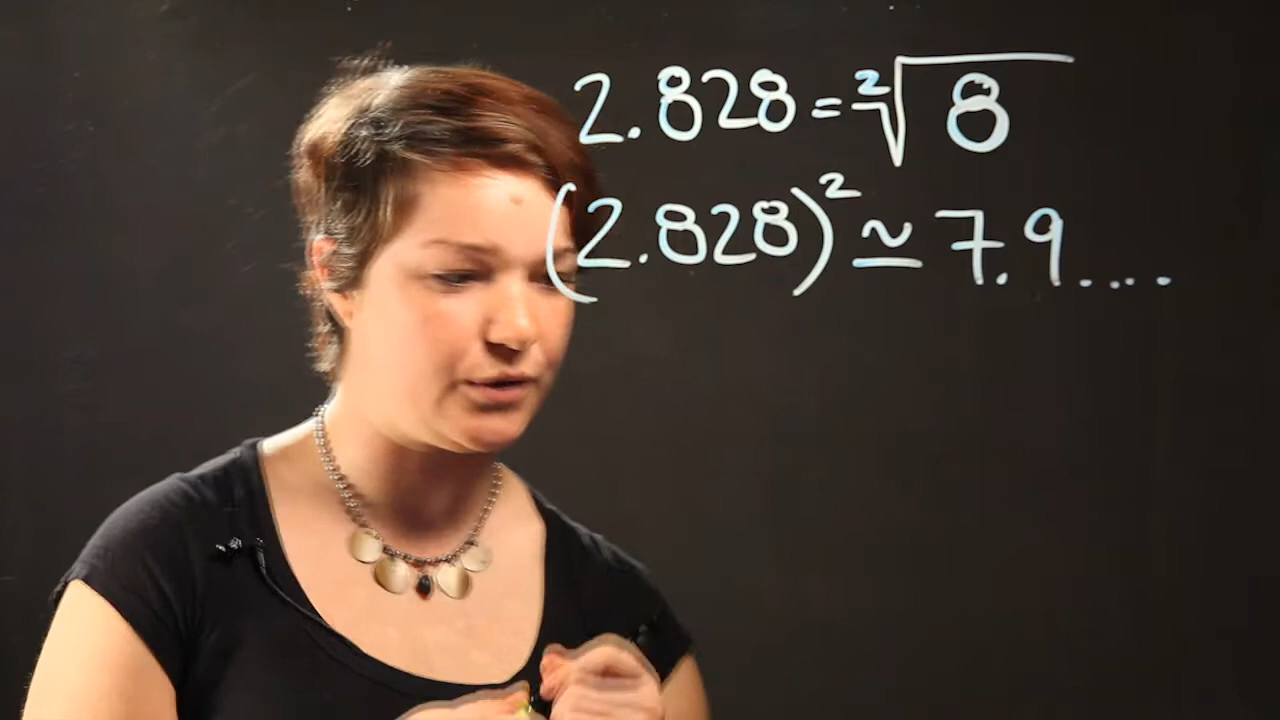 2.828 = ²√8
(2.828)² ≃ 7.9....